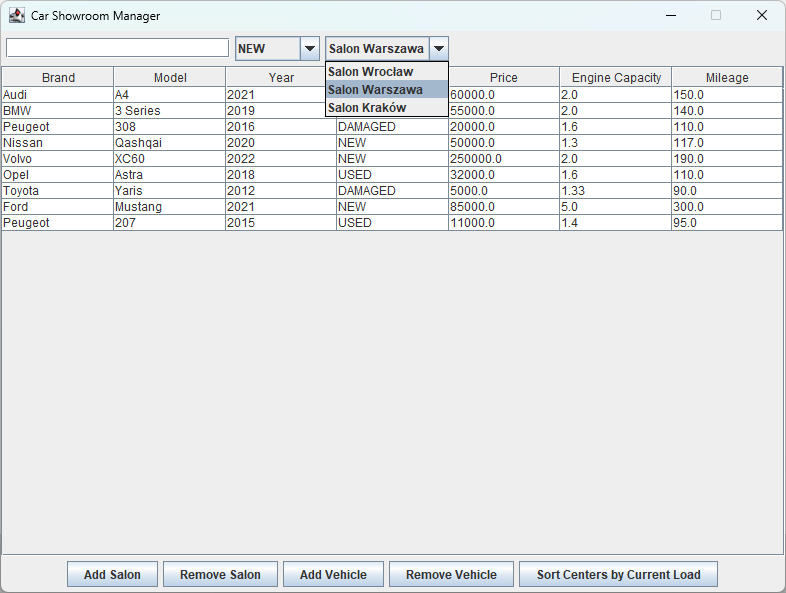 Car Showroom Manager
NEW Salon Warszawa
Salon Wrocław
Salon Warszawa
Salon Kraków
Brand Model Year Price Engine Capacity Mileage
Audi A4 2021 60000.0 2.0 150.0
BMW 3 Series 2019 55000.0 2.0 140.0
Peugeot 308 2016 DAMAGED 20000.0 1.6 110.0
Nissan Qashqai 2020 NEW 50000.0 1.3 117.0
Volvo XC60 2022 NEW 250000.0 2.0 190.0
Opel Astra 2018 USED 32000.0 1.6 110.0
Toyota Yaris 2012 DAMAGED 5000.0 1.33 90.0
Ford Mustang 2021 NEW 85000.0 5.0 300.0
Peugeot 207 2015 USED 11000.0 1.4 95.0
Add Salon Remove Salon Add Vehicle Remove Vehicle Sort Centers by Current Load